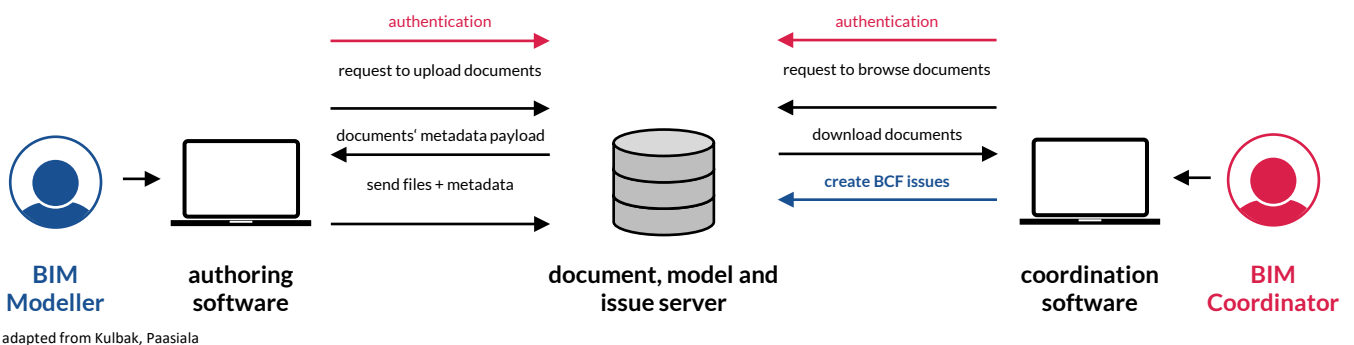 authentication
request to upload documents
documents‘ metadata payload
send files + metadata
authentication
request to browse documents
download documents
create BCF issues
BIM
Modeller
authoring
software
document, model and
issue server
coordination
software
BIM
Coordinator
adapted from Kulbak, Paasiala